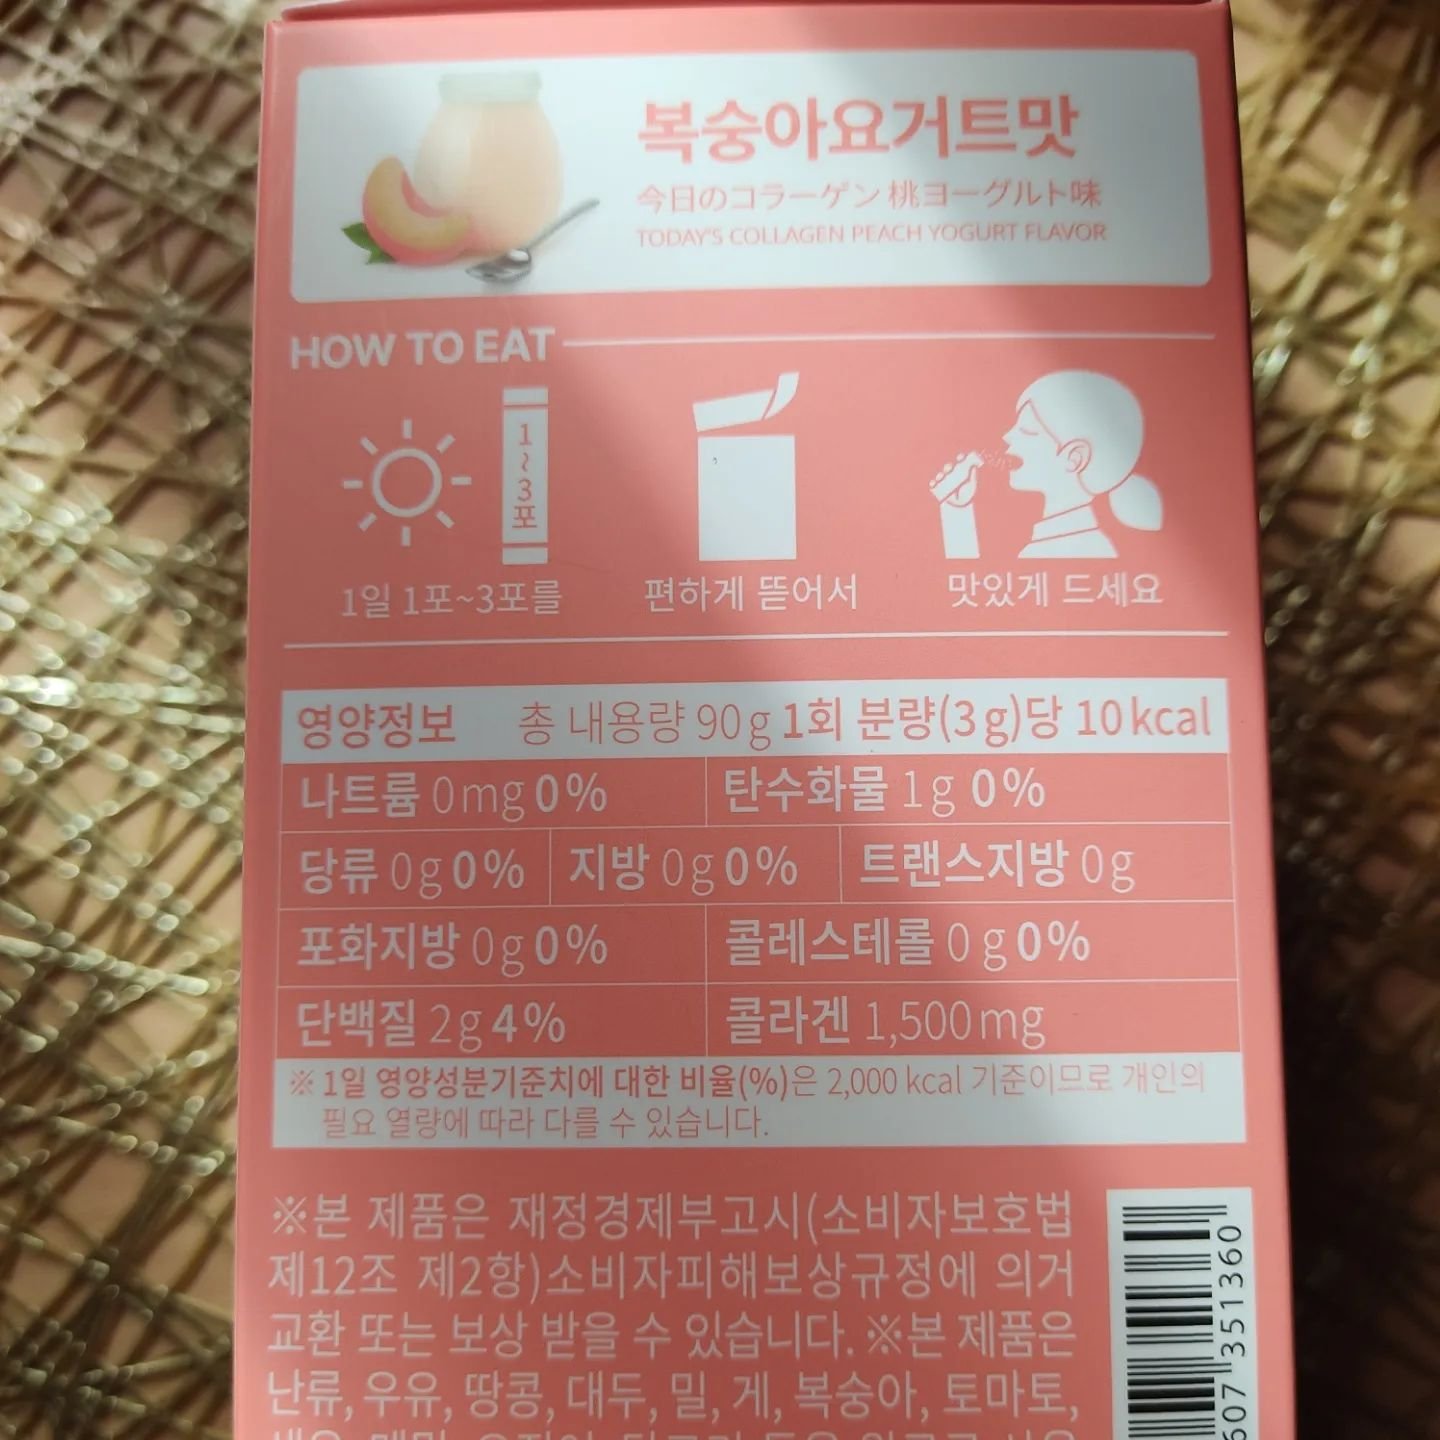 복숭아요거트맛
今日のコラーゲン 桃ヨーグルト味
TODAY'S COLLAGEN PEACH YOGURT FLAVOR
HOW TO EAT
1~3포
1일 1포~3포를
편하게 뜯어서
맛있게 드세요
영양정보 총 내용량 90g 1회 분량(3g)당 10kcal
나트륨 0mg 0% 탄수화물 1g 0%
당류 0g 0% 지방 0g 0% 트랜스지방 0g
포화지방 0g 0% 콜레스테롤 0g 0%
단백질 2g 4% 콜라겐 1,500mg
※ 1일 영양성분기준치에 대한 비율(%)은 2,000 kcal 기준이므로 개인의
필요 열량에 따라 다를 수 있습니다.
※본 제품은 재정경제부고시(소비자보호법
제12조 제2항)소비자피해보상규정에 의거
교환 또는 보상 받을 수 있습니다. ※본 제품은
난류, 우유, 땅콩, 대두, 밀, 게, 복숭아, 토마토,
607351360